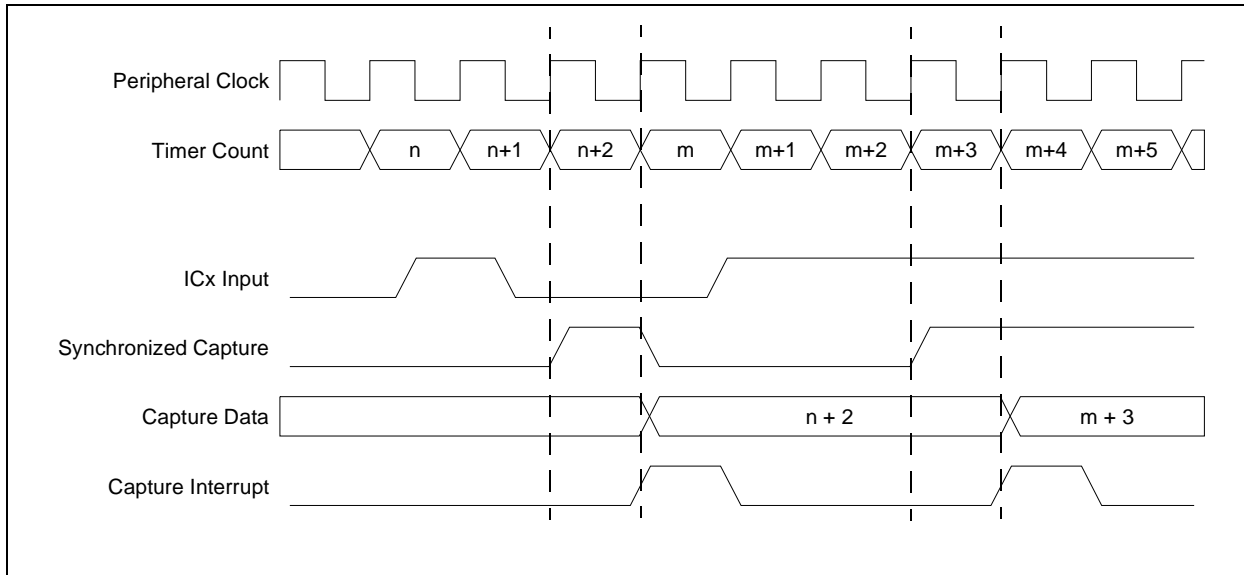 Peripheral Clock
Timer Count
n
n+1
n+2
m
m+1
m+2
m+3
m+4
m+5
ICx Input
Synchronized Capture
Capture Data
n + 2
m + 3
Capture Interrupt